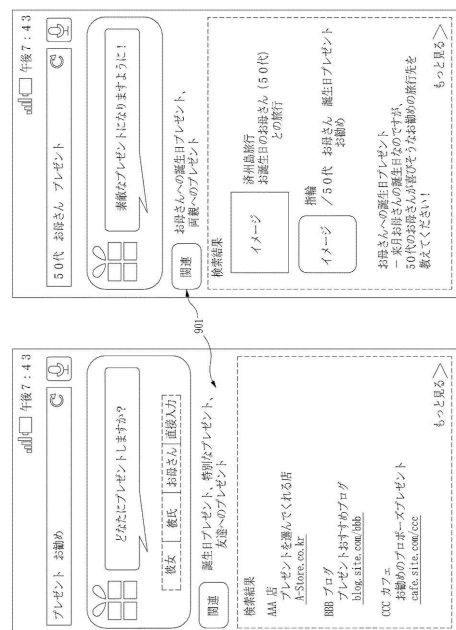 午後7:43
プレゼント お勧め
どなたにプレゼントしますか?
彼女 彼氏 お母さん 直接入力
関連
誕生日プレゼント、特別なプレゼント、
友達へのプレゼント
検索結果
AAA 店
プレゼントを選んでくれる店
A-Store.co.kr
BBB ブログ
プレゼントおすすめブログ
blog.site.com/bbb
CCC カフェ
お勧めのプロポーズプレゼント
cafe.site.com/ccc
もっと見る>
901
午後7:43
50代 お母さん プレゼント
素敵なプレゼントになりますように!
関連
お母さんへの誕生日プレゼント、
両親へのプレゼント
検索結果
イメージ
済州島旅行
お誕生日のお母さん(50代)
との旅行
イメージ
指輪
/50代 お母さん 誕生日プレゼント
お勧め
お母さんへの誕生日プレゼント
- 来月お母さんの誕生日なのですが、
50代のお母さんが喜びそうなお勧めの旅行先を
教えてください!
もっと見る>